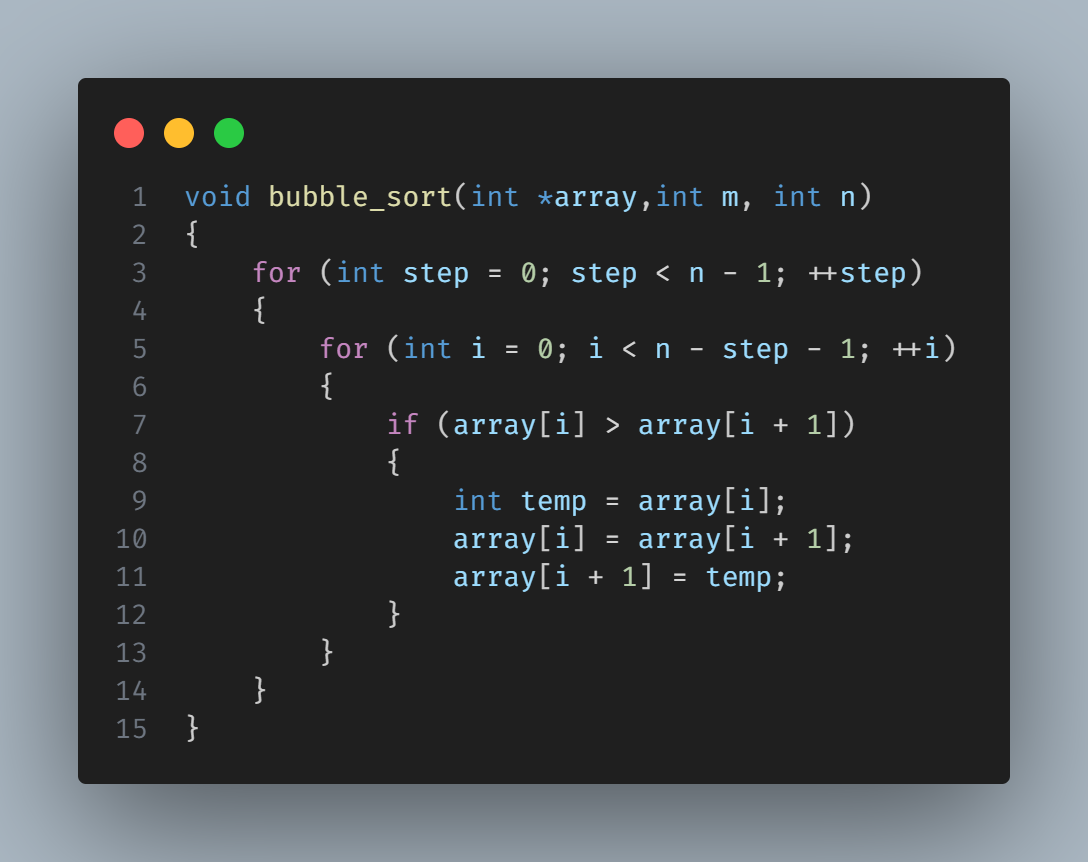 1 void bubble_sort(int *array,int m, int n)
2 {
3     for (int step = 0; step < n - 1; ++step)
4     {
5         for (int i = 0; i < n - step - 1; ++i)
6         {
7             if (array[i] > array[i + 1])
8             {
9                 int temp = array[i];
10                 array[i] = array[i + 1];
11                 array[i + 1] = temp;
12             }
13         }
14     }
15 }